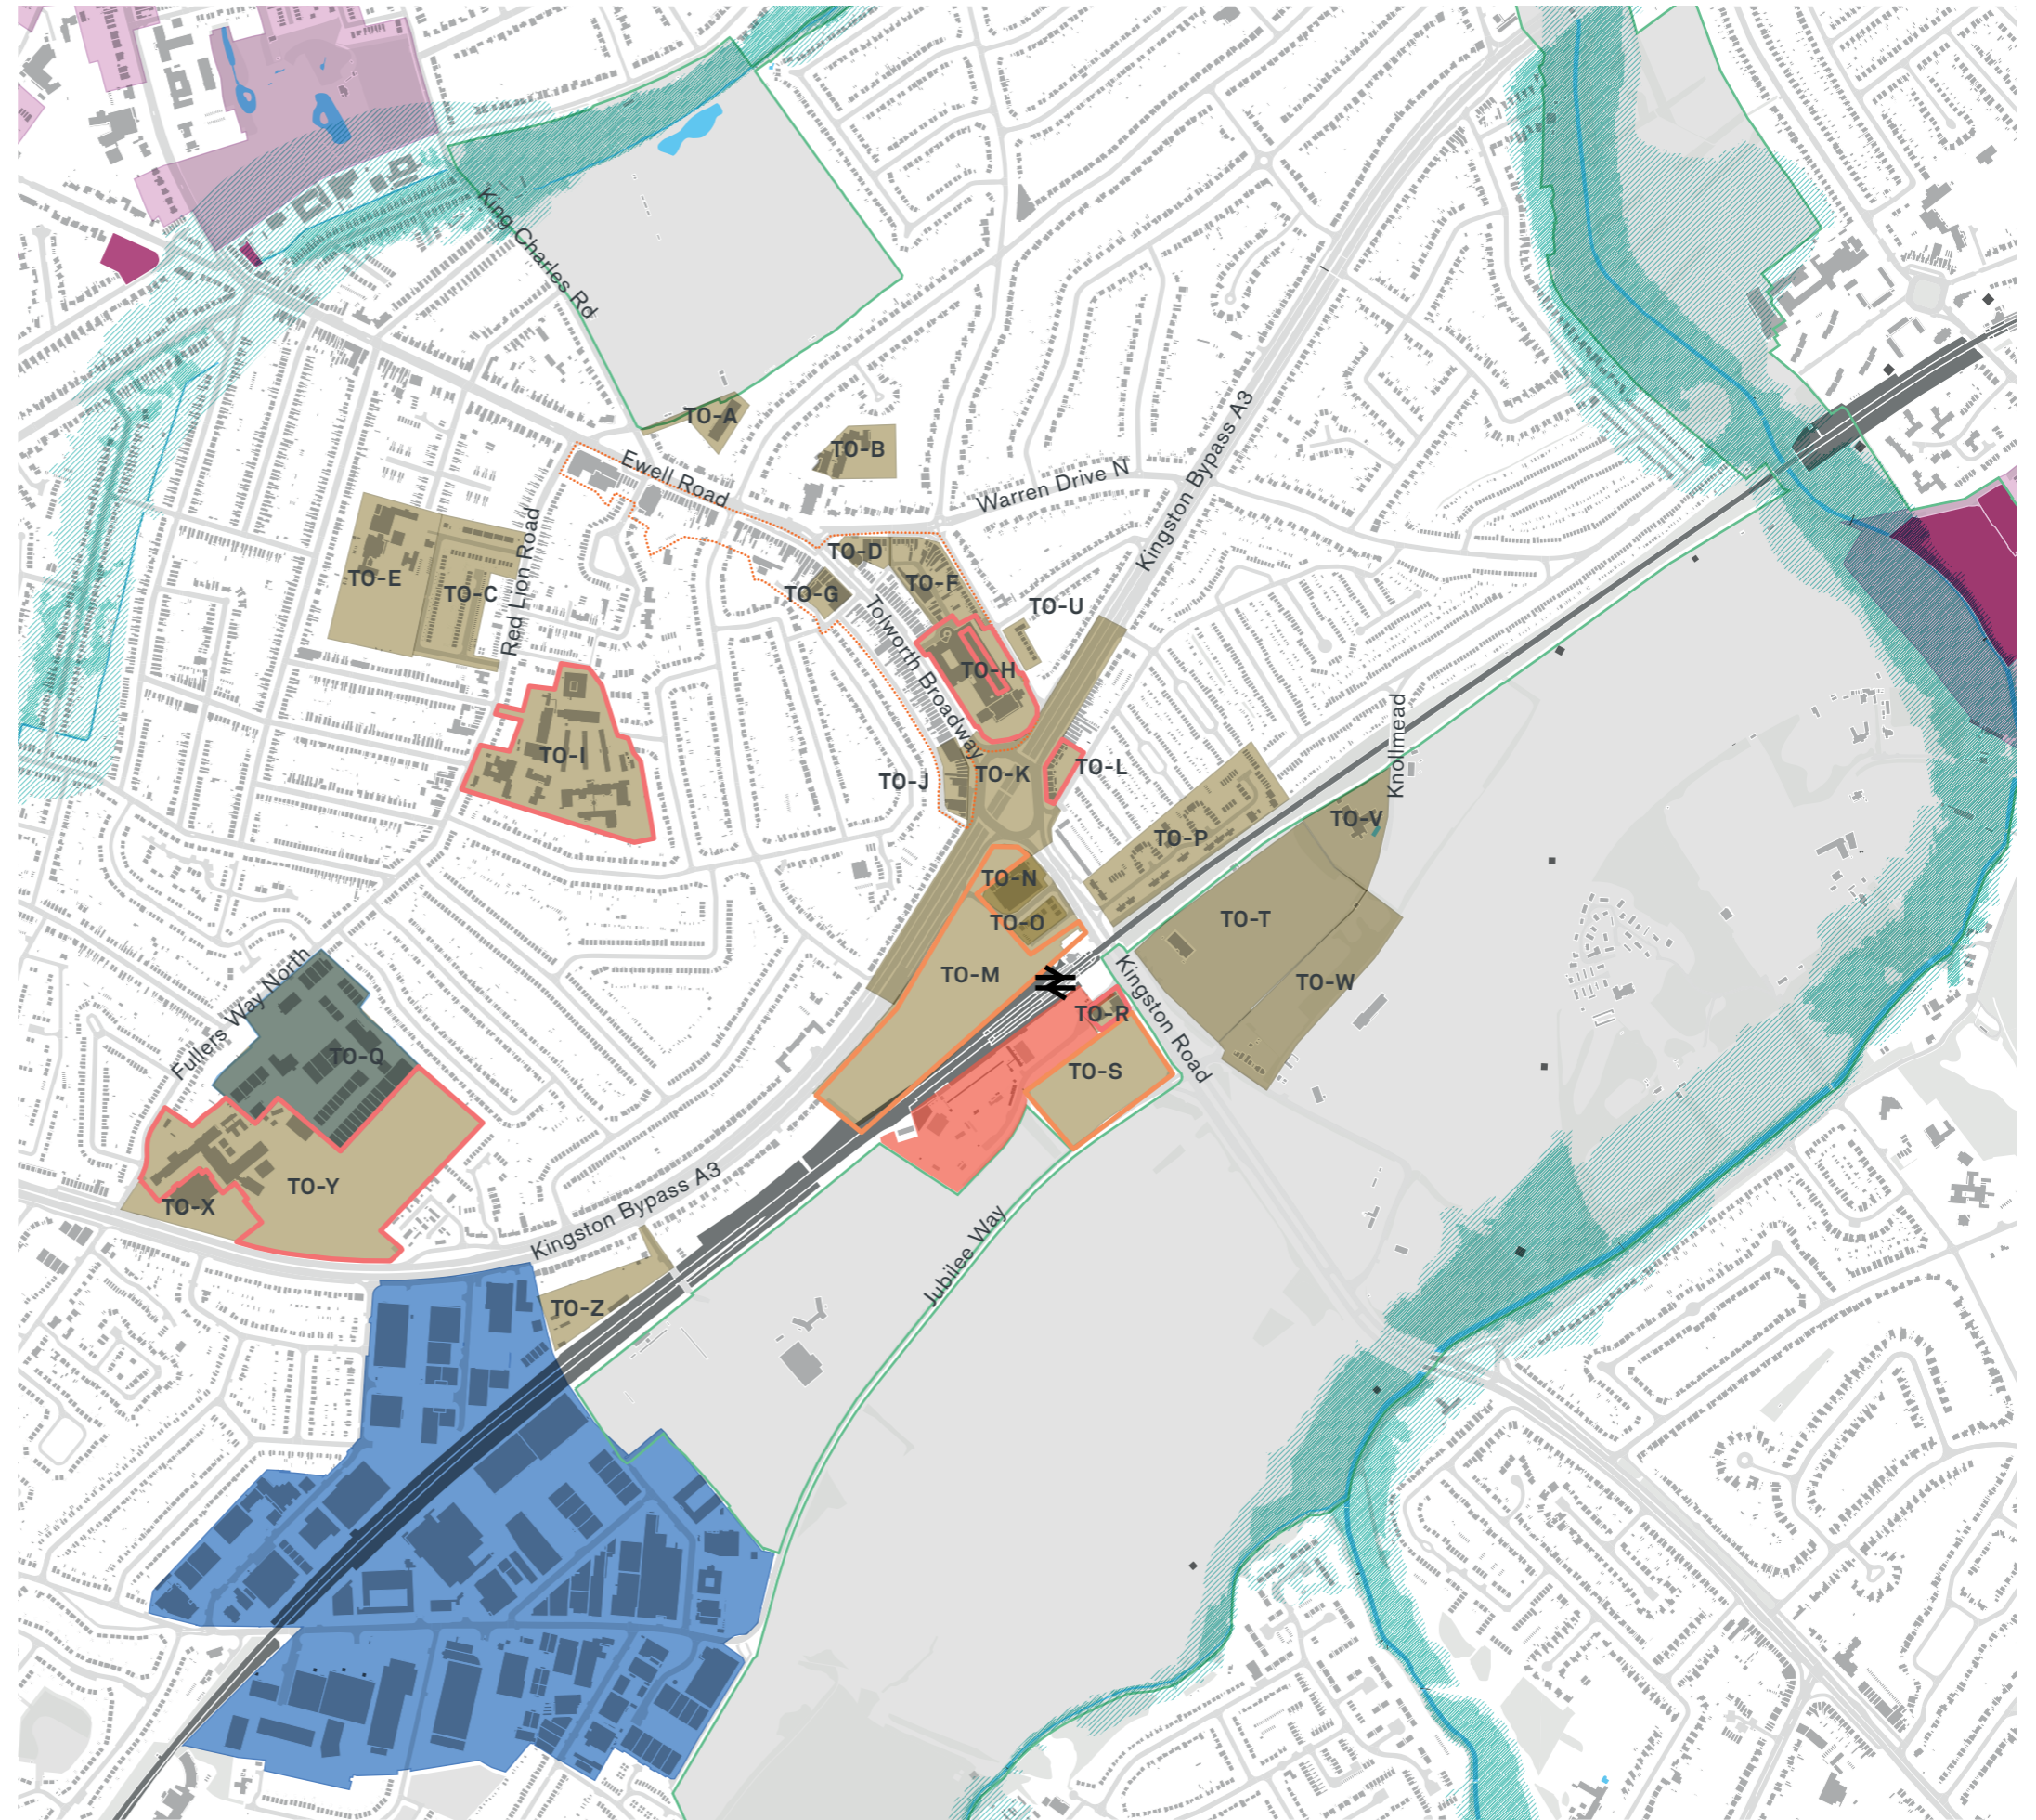 King Charles Rd
TO-A
TO-B
Ewell Road
Warren Drive N
Kingston Bypass A3
Red Lion Road
TO-D
TO-E
TO-C
TO-G
TO-F
TO-U
Tolworth Broadway
TO-H
TO-I
TO-J
TO-K
TO-L
Knollmead
TO-P
TO-V
TO-N
TO-O
TO-T
TO-M
TO-W
Fullers Way North
TO-Q
TO-R
Kingston Road
TO-S
TO-Y
TO-X
Kingston Bypass A3
Jubilee Way
TO-Z